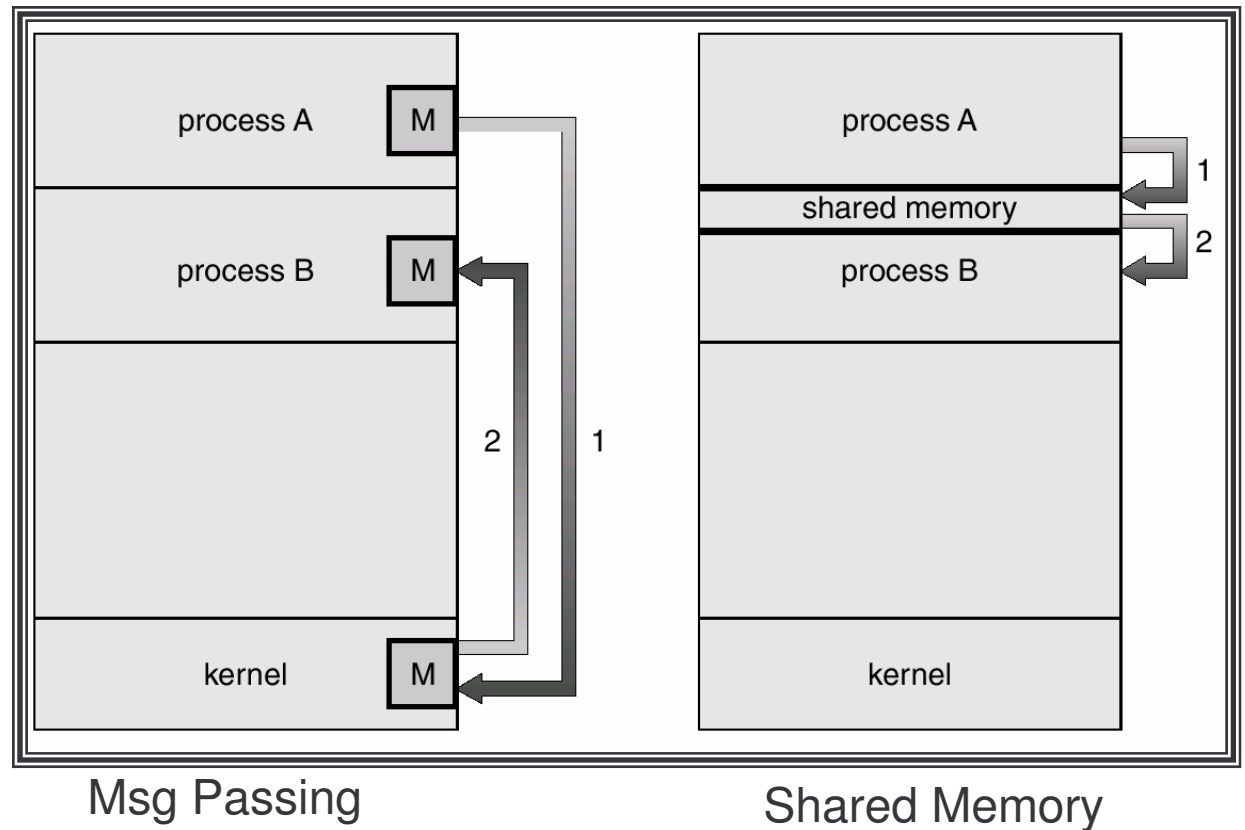 process A
M
process B
M
2
1
kernel
M
Msg Passing
process A
1
shared memory
2
process B
kernel
Shared Memory